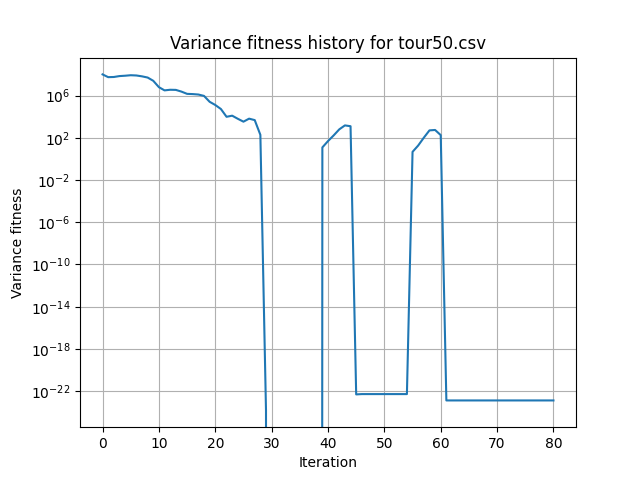 Variance fitness history for tour50.csv
Variance fitness
10^6
10^2
10^-2
10^-6
10^-10
10^-14
10^-18
10^-22
0 10 20 30 40 50 60 70 80
Iteration